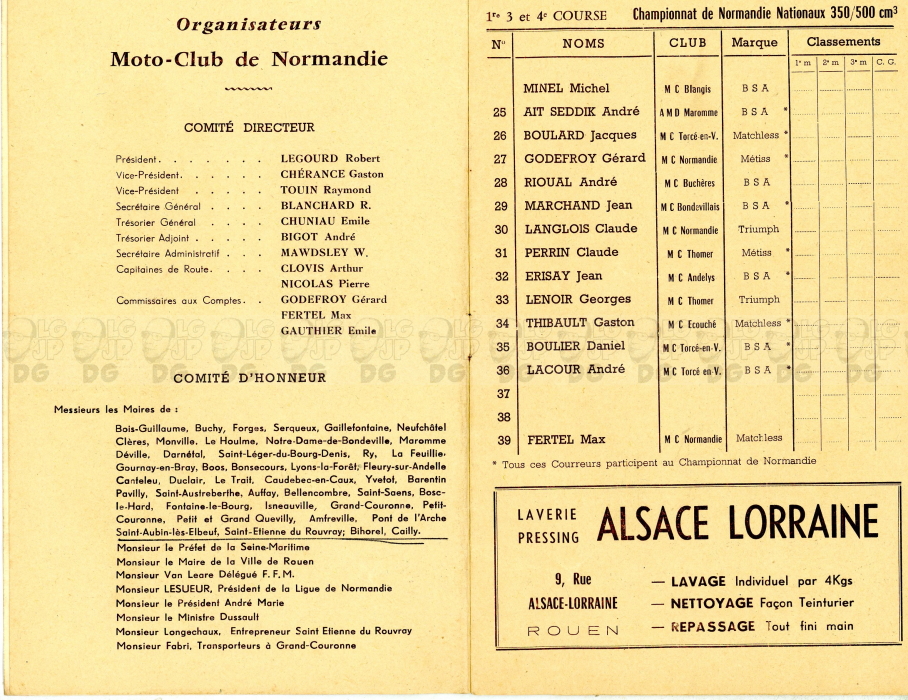 Organisateurs
Moto-Club de Normandie
COMITÉ DIRECTEUR
Président. . . . . . . LEGOURD Robert
Vice-Président. . . . . . CHÉRANCE Gaston
Vice-Président . . . . . TOUIN Raymond
Secrétaire Général . . . . BLANCHARD R.
Trésorier Général . . . . CHUNIAU Emile
Trésorier Adjoint . . . . . BIGOT André
Secrétaire Administratif . . . MAWDSLEY W.
Capitaines de Route. . . . . CLOVIS Arthur
NICOLAS Pierre
Commissaires aux Comptes. . . GODEFROY Gérard
FERTEL Max
GAUTHIER Emile
COMITÉ D'HONNEUR
Messieurs les Maires de :
Bois-Guillaume, Buchy, Forges, Serqueux, Gaillefontaine, Neufchâtel
Clères, Monville. Le Houlme, Notre-Dame-de-Bondeville, Maromme
Déville, Darnétal, Saint-Léger-du-Bourg-Denis, Ry, La Feuillie-
Gournay-en-Bray, Boos, Bonsecours, Lyons-la-Forêt, Fleury-sur-Andelle
Canteleu, Duclair, Le Trait, Caudebec-en-Caux, Yvetot, Barentin
Pavilly, Saint-Austreberthe, Auffay, Bellencombre, Saint-Saens, Bosc-
le-Hard, Fontaine-le-Bourg, Isneauville, Grand-Couronne, Petit-
Couronne, Petit et Grand Quevilly, Amfreville, Pont de l'Arche
Saint-Aubin-lès-Elbeuf, Saint-Etienne du Rouvray; Bihorel, Cailly.
Monsieur le Préfet de la Seine-Maritime
Monsieur le Maire de la Ville de Rouen
Monsieur Van Leare Délégué F. F. M.
Monsieur LESUEUR, Président de la Ligue de Normandie
Monsieur le Président André Marie
Monsieur le Ministre Dussault
Monsieur Longechaux, Entrepreneur Saint Etienne du Rouvray
Monsieur Fabri, Transporteurs à Grand-Couronne
1re 3 et 4e COURSE Championnat de Normandie Nationaux 350/500 cm3
N° NOMS CLUB Marque Classements
1e m 2e m 3e m C. G.
MINEL Michel M C Blangis B S A
25 AIT SEDDIK André A M D Maromme B S A *
26 BOULARD Jacques M C Torcé-en-V. Matchless *
27 GODEFROY Gérard M C Normandie Métiss *
28 RIOUAL André M C Buchères B S A
29 MARCHAND Jean M C Bondevillais B S A *
30 LANGLOIS Claude M C Normandie Triumph
31 PERRIN Claude M C Thomer Métiss *
32 ERISAY Jean M C Andelys B S A *
33 LENOIR Georges M C Thomer Triumph
34 THIBAULT Gaston M C Ecouché Matchless *
35 BOULIER Daniel M C Torcé-en-V. B S A *
36 LACOUR André M C Torcé en-V. B S A *
37
38
39 FERTEL Max M C Normandie Matchless
* Tous ces Courreurs participent au Championnat de Normandie
LAVERIE PRESSING ALSACE LORRAINE
9, Rue ALSACE-LORRAINE ROUEN
— LAVAGE Individuel par 4Kgs
— NETTOYAGE Façon Teinturier
— REPASSAGE Tout fini main
LGJP DG LGJP DG LGJP DG LGJP DG LGJP DG LGJP DG